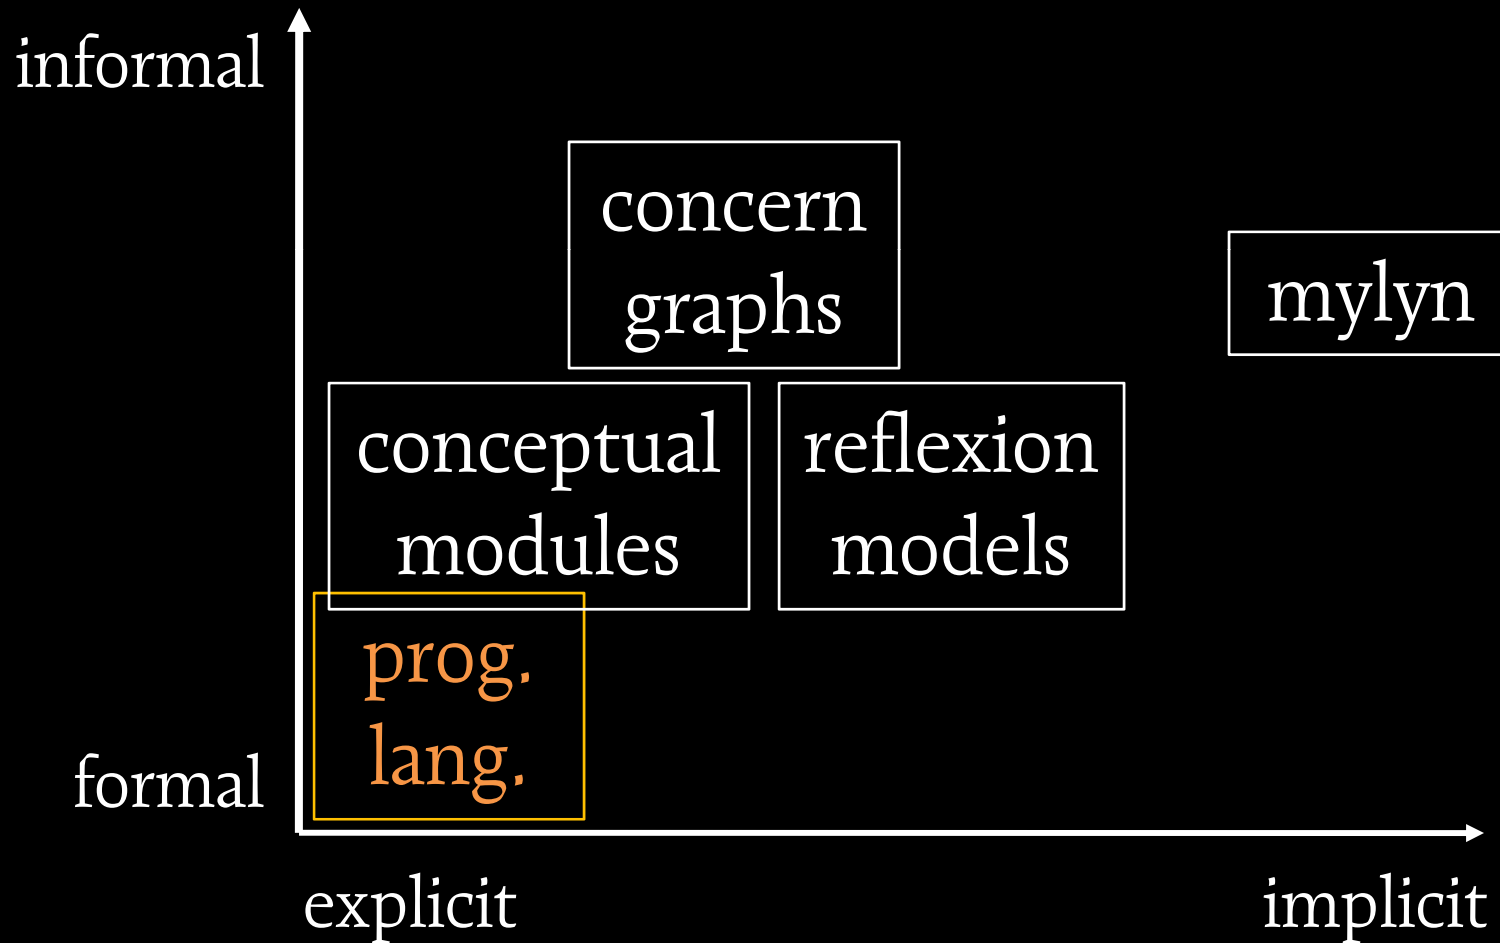 informal
concern
graphs
mylyn
conceptual
modules
reflexion
models
prog.
lang.
formal
explicit
implicit